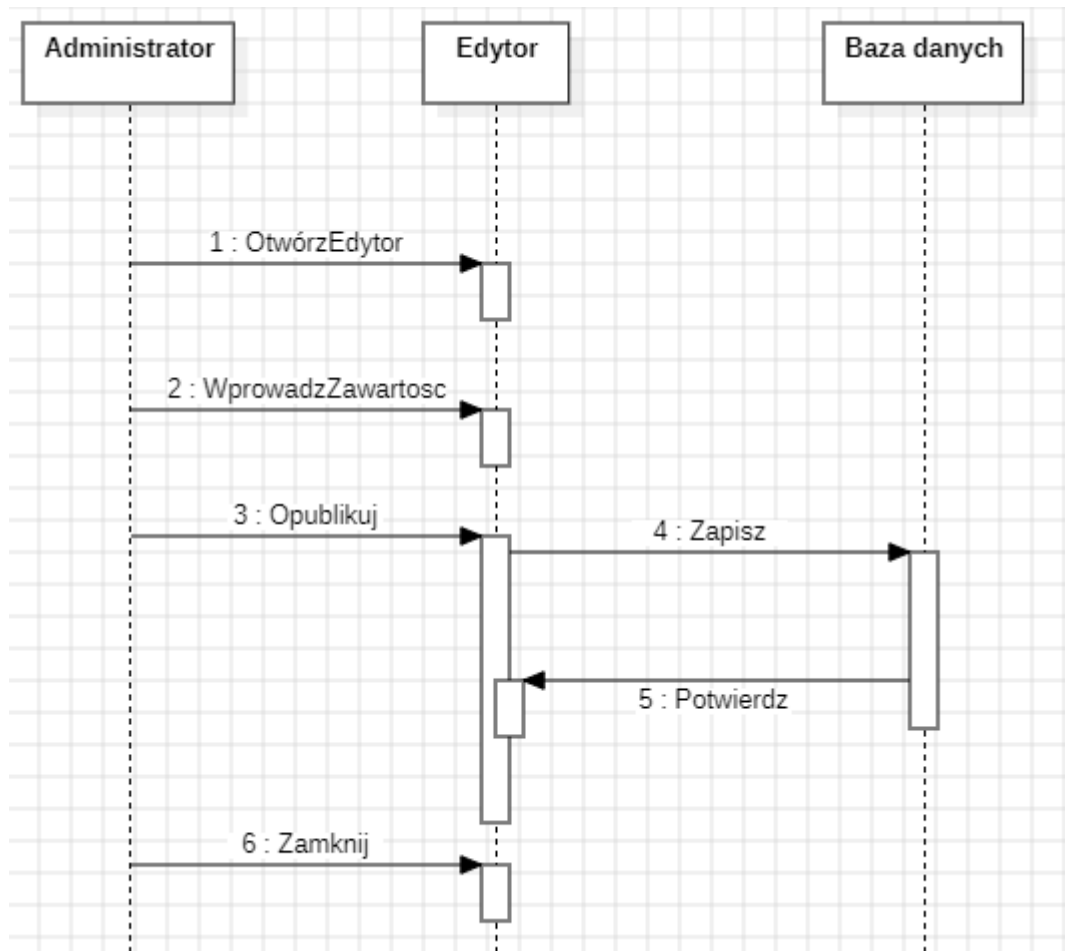 Administrator
Edytor
Baza danych
1 : OtwórzEdytor
2 : WprowadzZawartosc
3 : Opublikuj
4 : Zapisz
5 : Potwierdz
6 : Zamknij